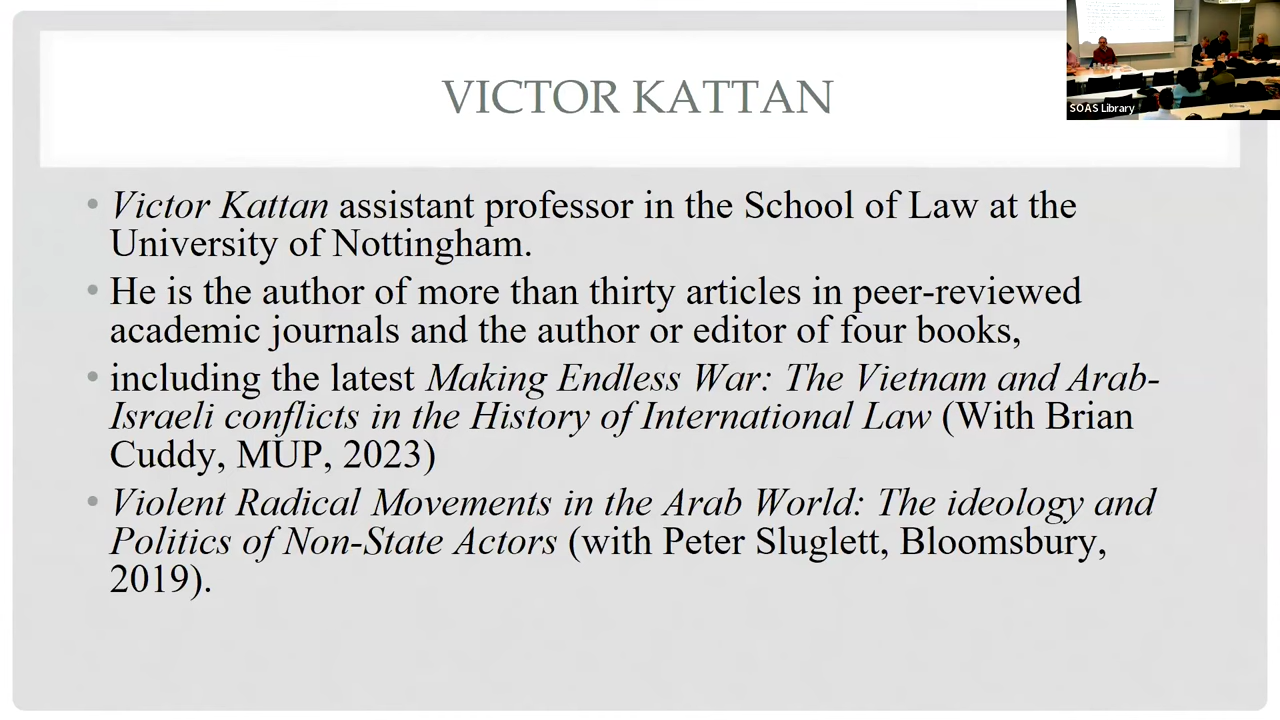 VICTOR KATTAN
SOAS Library
• Victor Kattan assistant professor in the School of Law at the
University of Nottingham.
• He is the author of more than thirty articles in peer-reviewed
academic journals and the author or editor of four books,
• including the latest Making Endless War: The Vietnam and Arab-
Israeli conflicts in the History of International Law (With Brian
Cuddy, MUP, 2023)
• Violent Radical Movements in the Arab World: The ideology and
Politics of Non-State Actors (with Peter Sluglett, Bloomsbury,
2019).